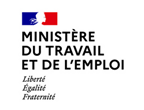 MINISTÈRE
DU TRAVAIL
ET DE L'EMPLOI
Liberté
Égalité
Fraternité